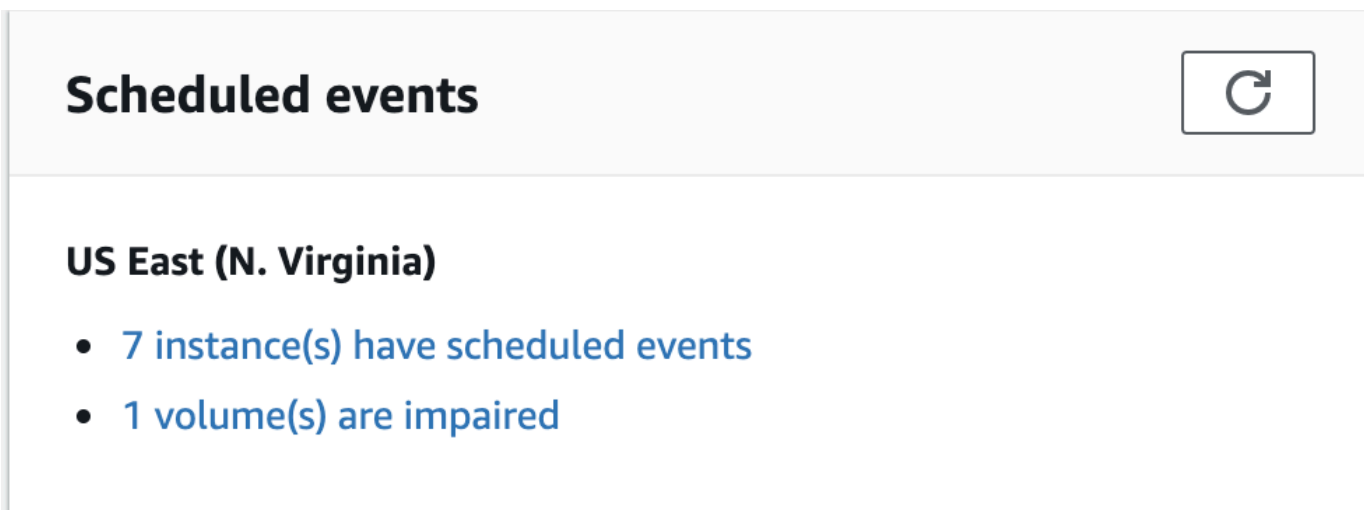 Scheduled events
US East (N. Virginia)
7 instance(s) have scheduled events
1 volume(s) are impaired